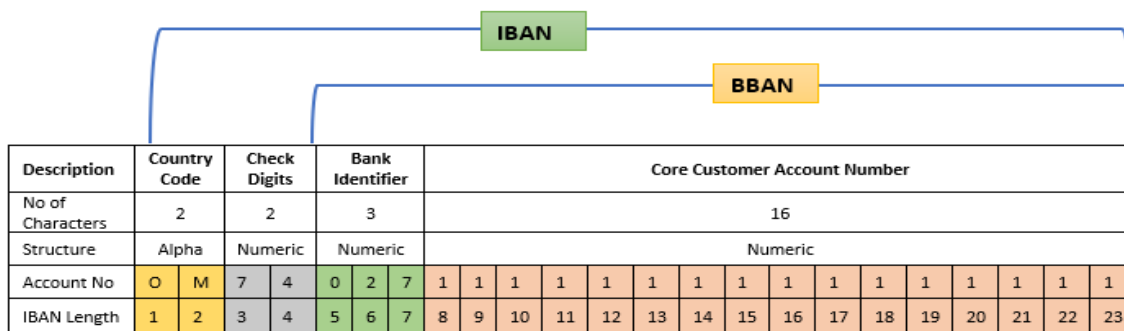 IBAN
BBAN
Description Country Code Check Digits Bank Identifier Core Customer Account Number
No of Characters 2 2 3 16
Structure Alpha Numeric Numeric Numeric
Account No O M 7 4 0 2 7 1 1 1 1 1 1 1 1 1 1 1 1 1 1 1 1
IBAN Length 1 2 3 4 5 6 7 8 9 10 11 12 13 14 15 16 17 18 19 20 21 22 23